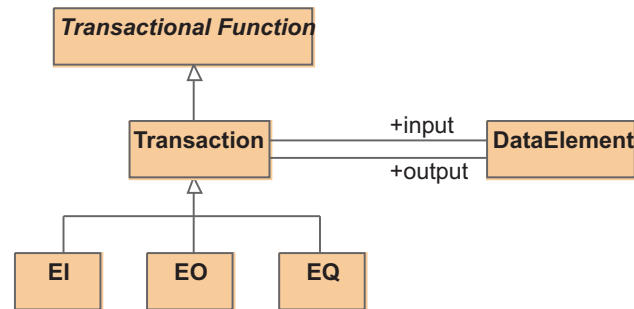 Transactional Function
+input
Transaction
DataElement
+output
EI
EO
EQ